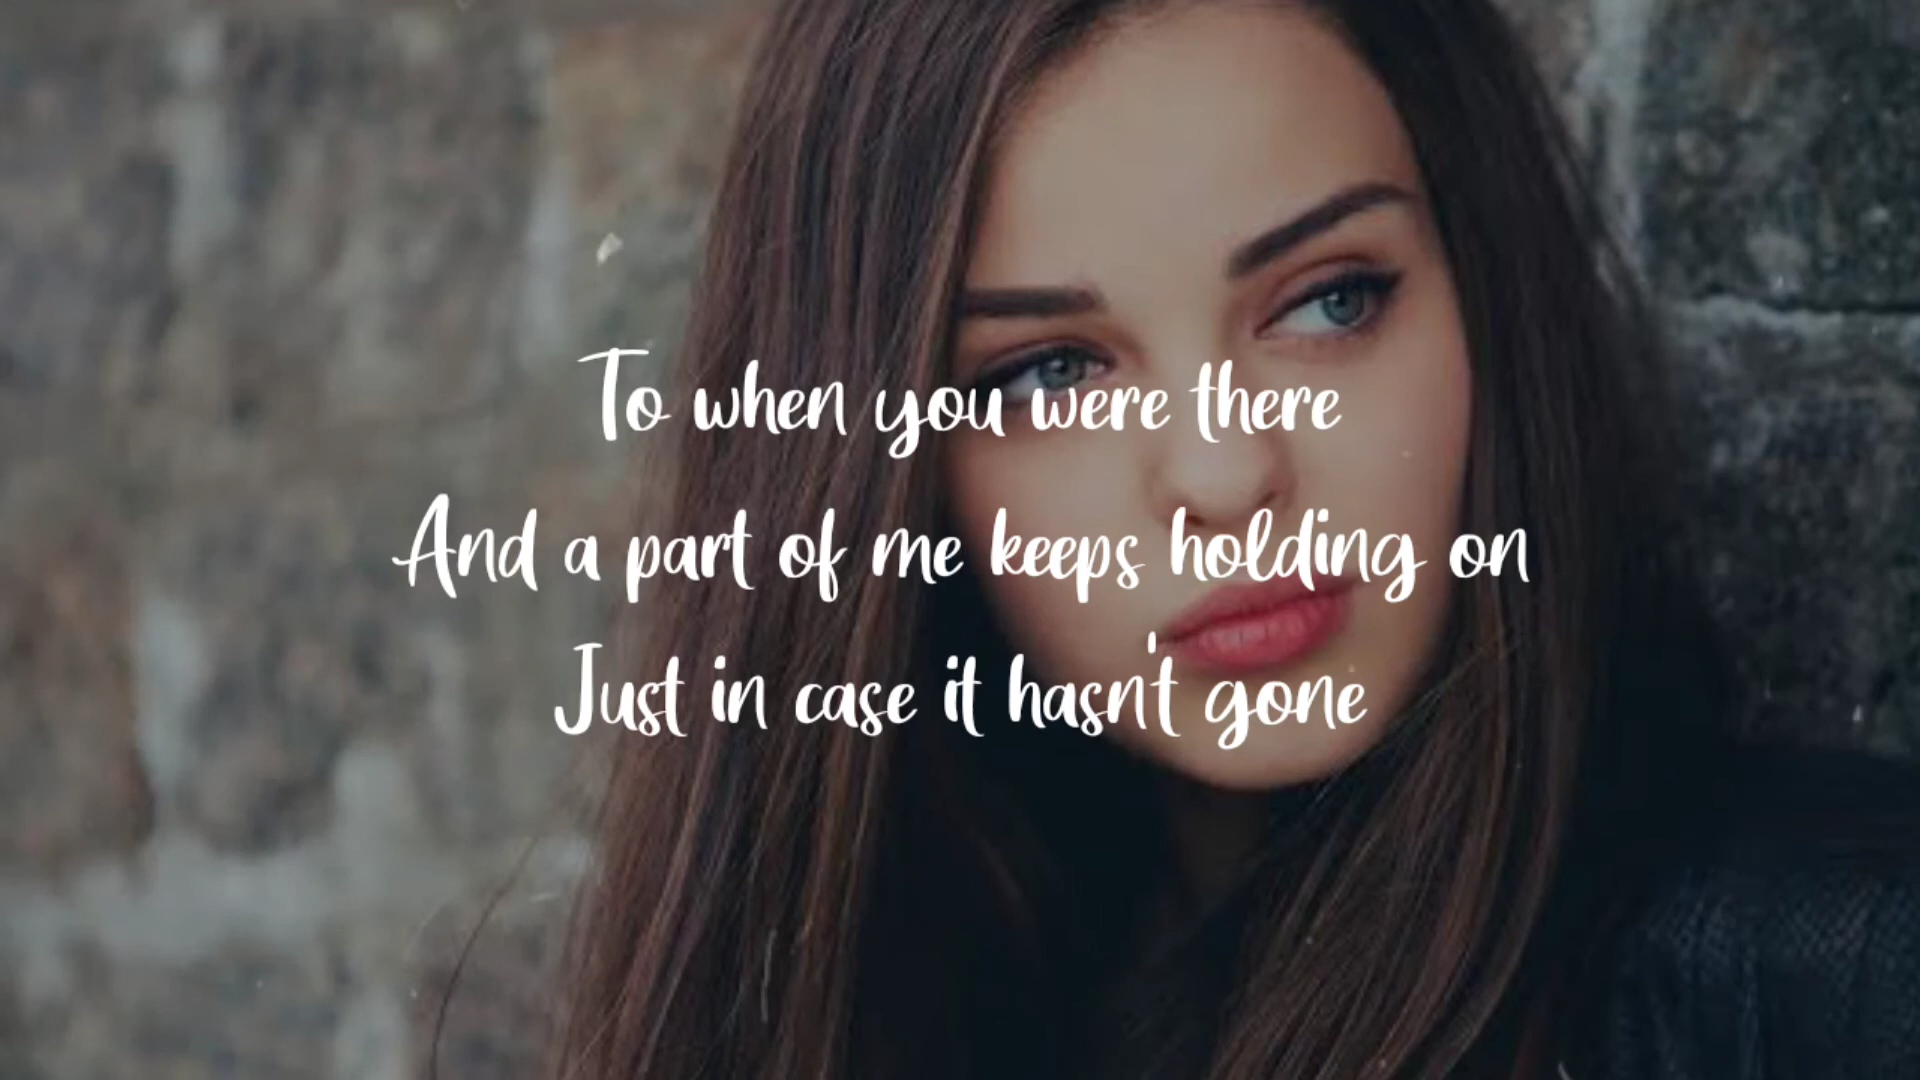 To when you were there
And a part of me keeps holding on
Just in case it hasn't gone